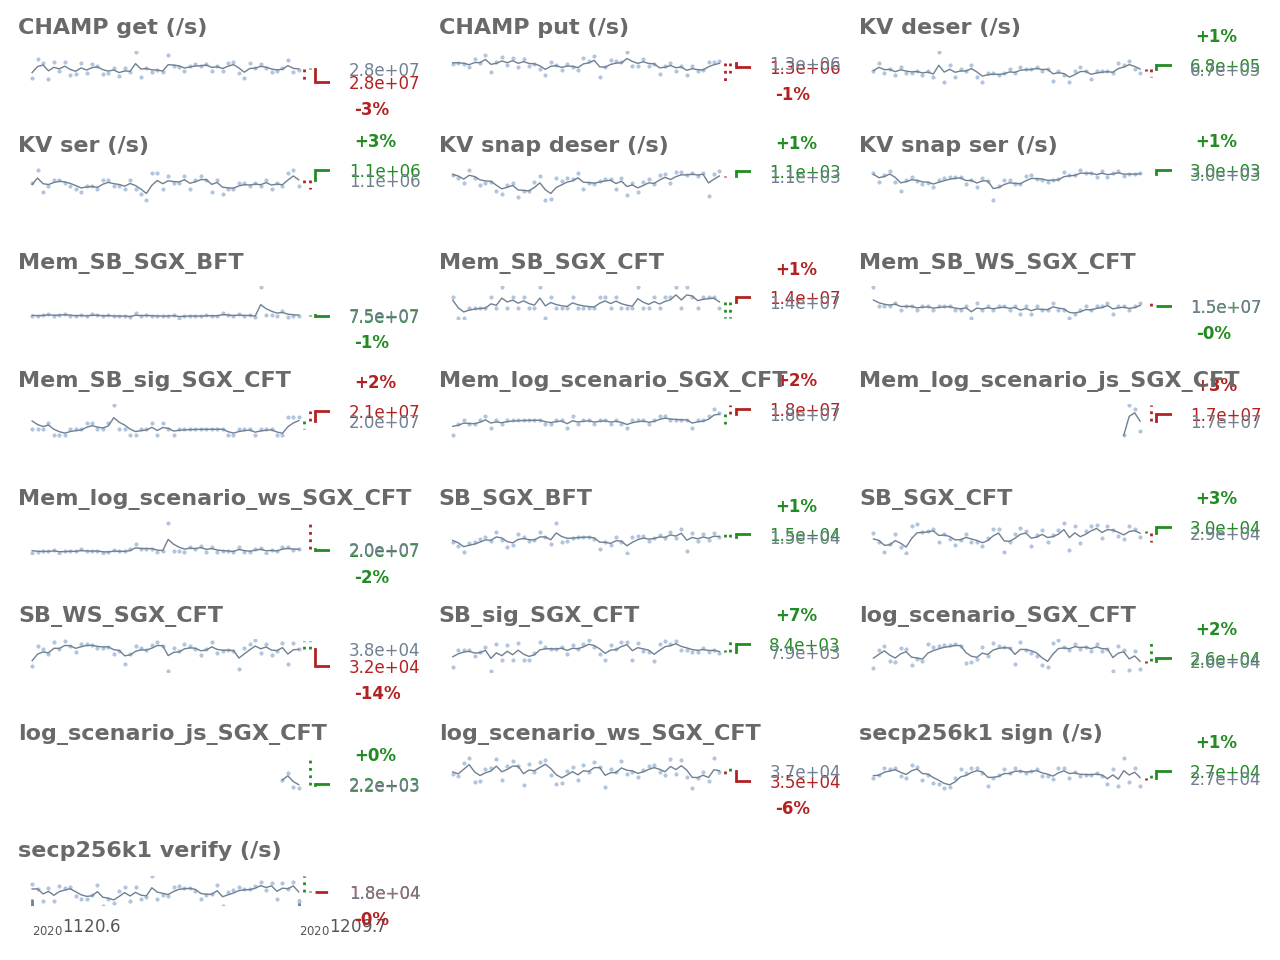 CHAMP get (/s)
2.8e+07
2.8e+07
-3%
CHAMP put (/s)
1.3e+06
1.3e+06
-1%
KV deser (/s)
+1%
6.8e+05
6.7e+05
KV ser (/s)
+3%
1.1e+06
1.1e+06
KV snap deser (/s)
+1%
1.1e+03
1.1e+03
KV snap ser (/s)
+1%
3.0e+03
3.0e+03
Mem_SB_SGX_BFT
7.5e+07
-1%
Mem_SB_SGX_CFT
+1%
1.4e+07
1.4e+07
Mem_SB_WS_SGX_CFT
1.5e+07
-0%
Mem_SB_sig_SGX_CFT
+2%
2.1e+07
2.0e+07
Mem_log_scenario_SGX_CFT
+2%
1.8e+07
1.8e+07
Mem_log_scenario_js_SGX_CFT
+3%
1.7e+07
1.7e+07
Mem_log_scenario_ws_SGX_CFT
2.0e+07
-2%
SB_SGX_BFT
+1%
1.5e+04
1.5e+04
SB_SGX_CFT
+3%
3.0e+04
2.9e+04
SB_WS_SGX_CFT
3.8e+04
3.2e+04
-14%
SB_sig_SGX_CFT
+7%
8.4e+03
7.9e+03
log_scenario_SGX_CFT
+2%
2.6e+04
2.6e+04
log_scenario_js_SGX_CFT
+0%
2.2e+03
log_scenario_ws_SGX_CFT
3.7e+04
3.5e+04
-6%
secp256k1 sign (/s)
+1%
2.7e+04
2.7e+04
secp256k1 verify (/s)
1.8e+04
-0%
2020 1120.6
2020 1209.7